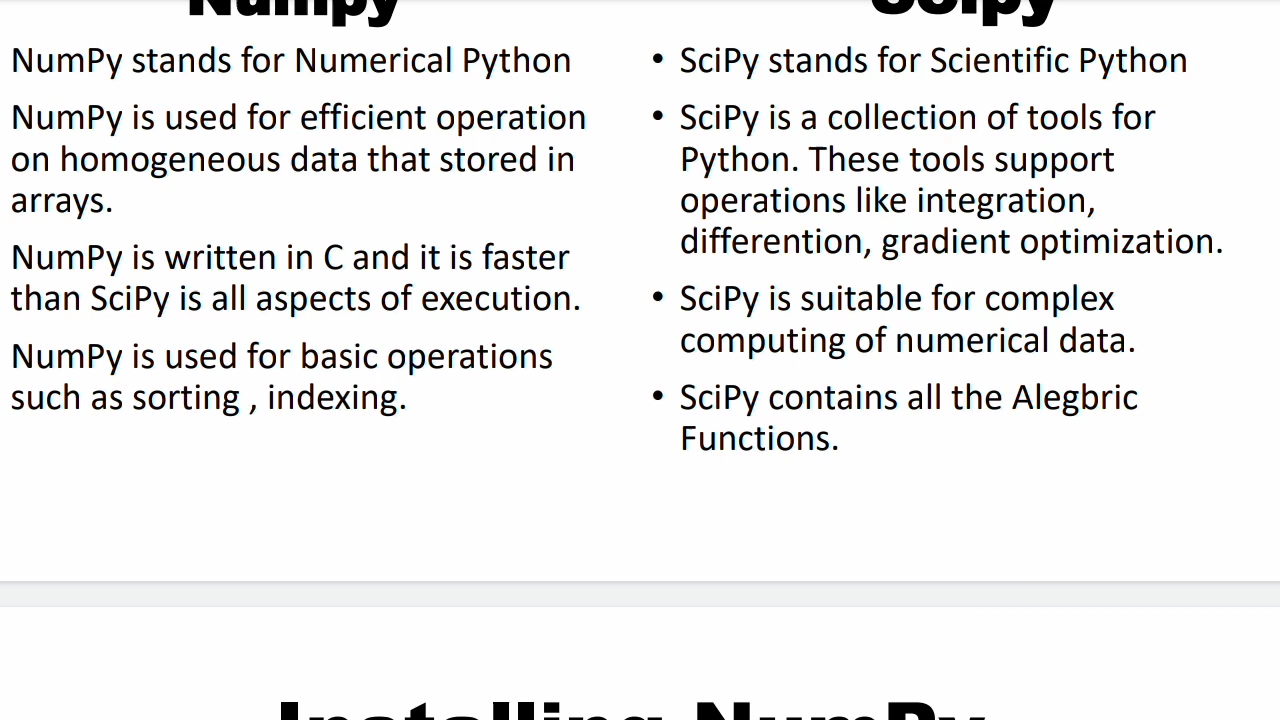 Numpy
NumPy stands for Numerical Python
NumPy is used for efficient operation
on homogeneous data that stored in
arrays.
NumPy is written in C and it is faster
than SciPy is all aspects of execution.
NumPy is used for basic operations
such as sorting , indexing.
SciPy
• SciPy stands for Scientific Python
• SciPy is a collection of tools for
Python. These tools support
operations like integration,
differention, gradient optimization.
• SciPy is suitable for complex
computing of numerical data.
• SciPy contains all the Alegbric
Functions.
Installing NumPy